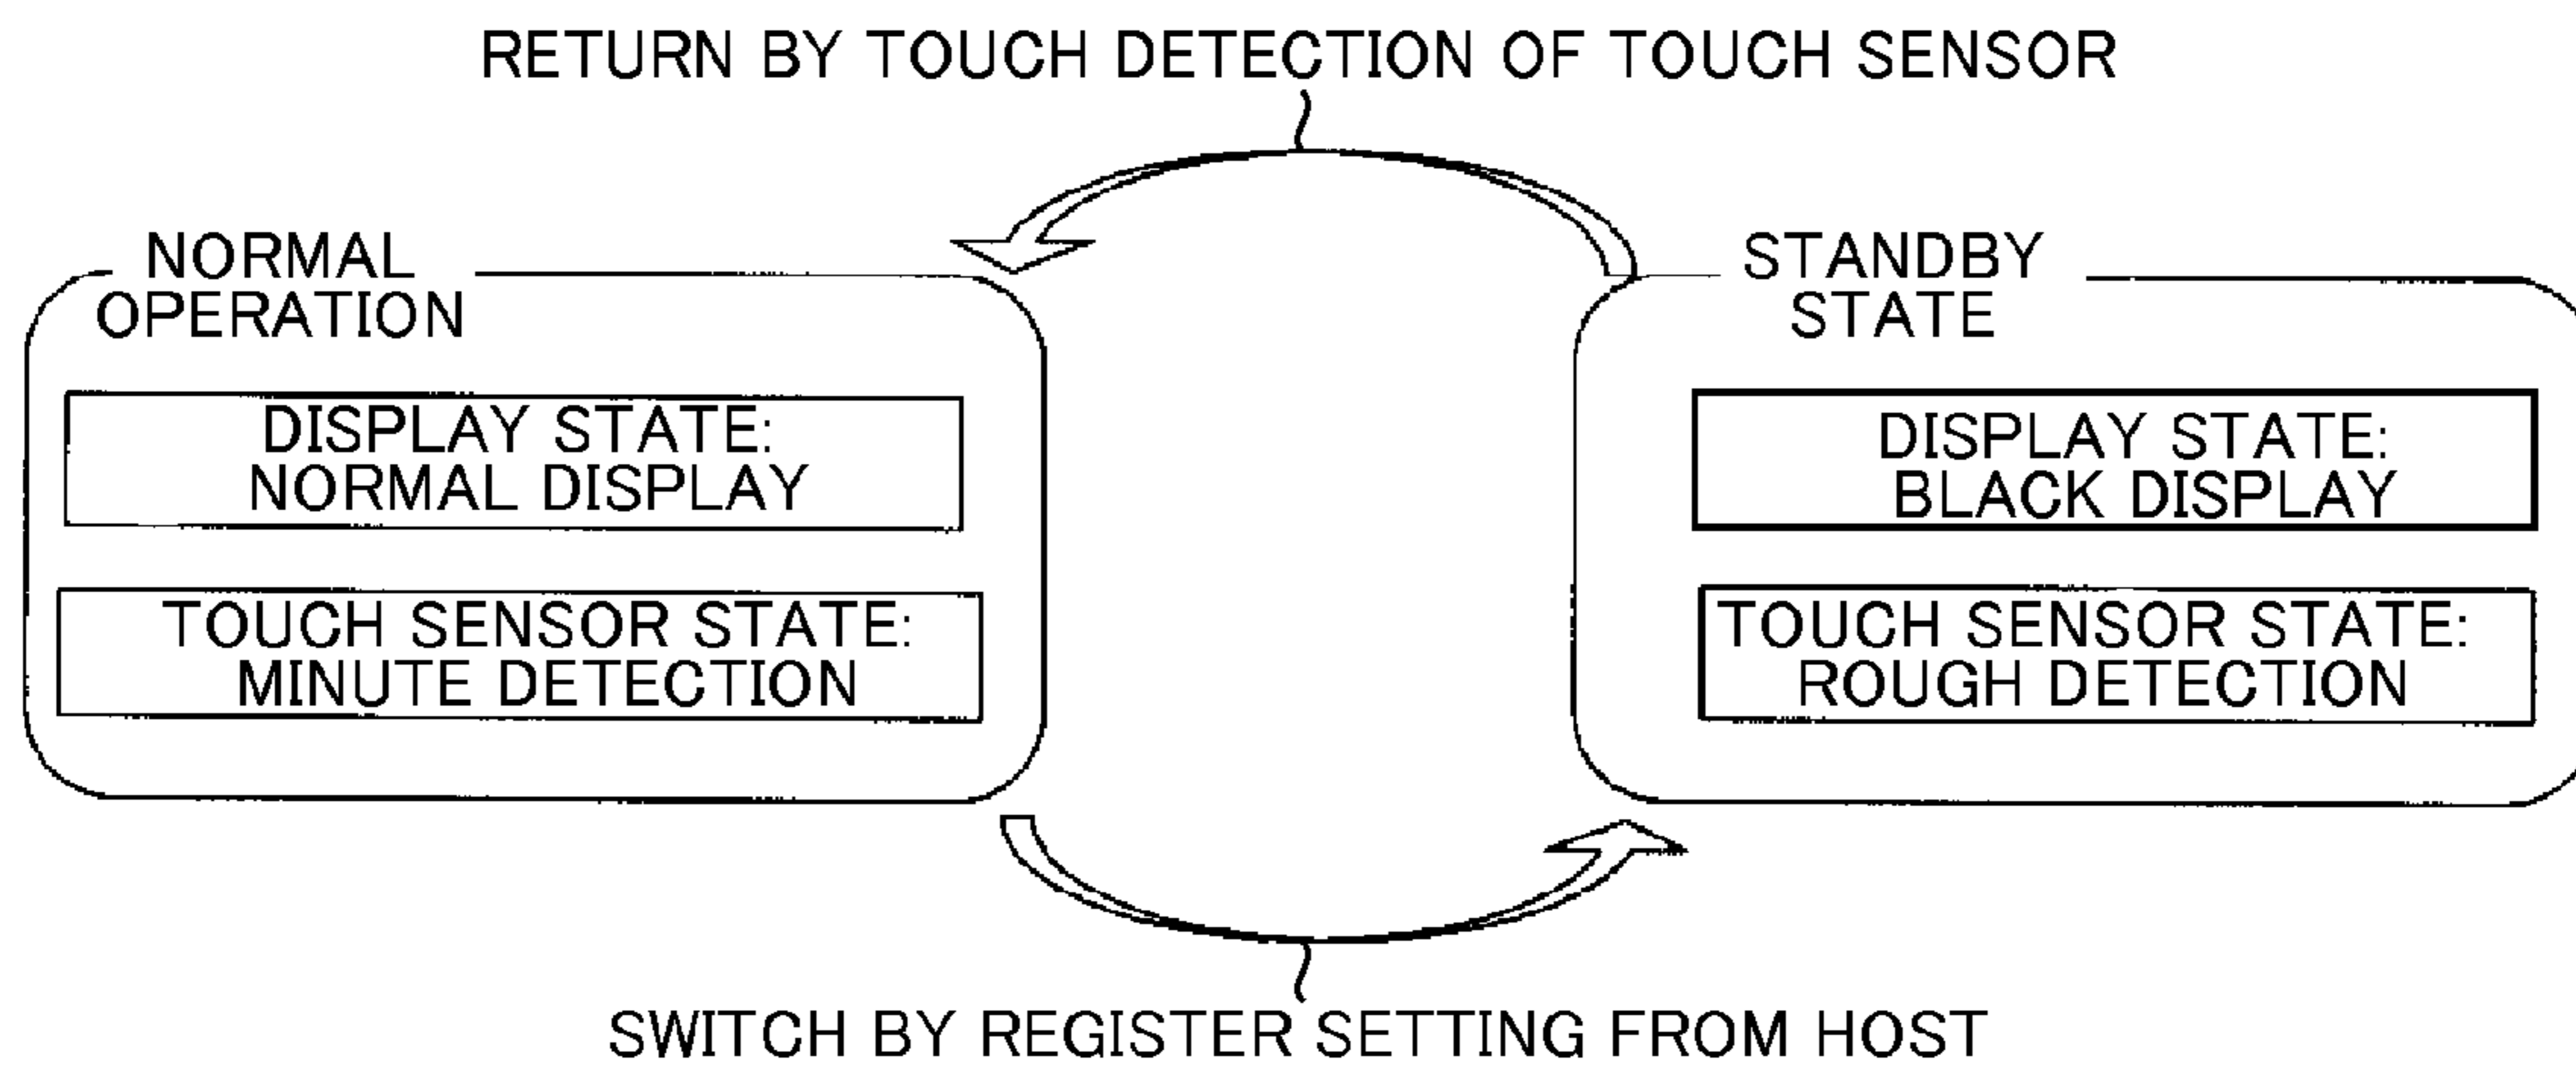 RETURN BY TOUCH DETECTION OF TOUCH SENSOR
NORMAL
OPERATION
DISPLAY STATE:
NORMAL DISPLAY
TOUCH SENSOR STATE:
MINUTE DETECTION
STANDBY
STATE
DISPLAY STATE:
BLACK DISPLAY
TOUCH SENSOR STATE:
ROUGH DETECTION
SWITCH BY REGISTER SETTING FROM HOST